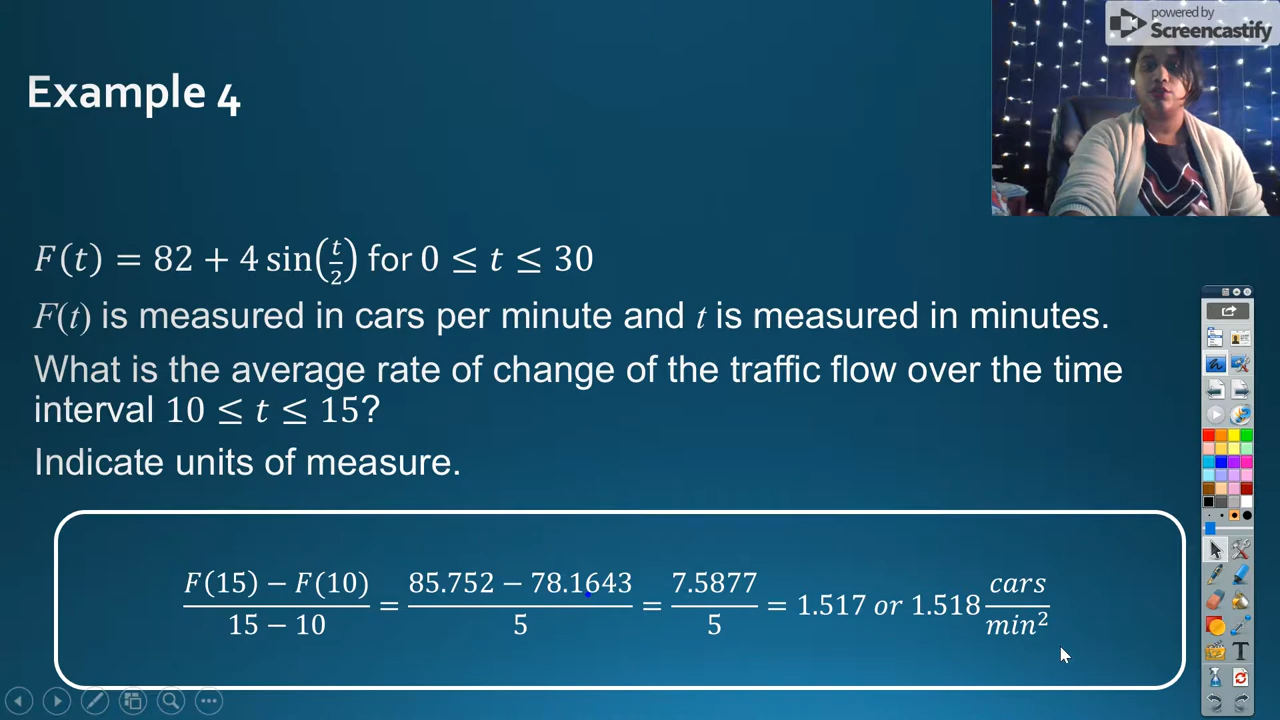 powered by
Screencastify
Example 4
F(t) = 82 + 4 sin(t/2) for 0 ≤ t ≤ 30
F(t) is measured in cars per minute and t is measured in minutes.
What is the average rate of change of the traffic flow over the time
interval 10 ≤ t ≤ 15?
Indicate units of measure.
(F(15) − F(10))/(15 − 10) = (85.752 − 78.1643)/5 = 7.5877/5 = 1.517 or 1.518 cars/min²